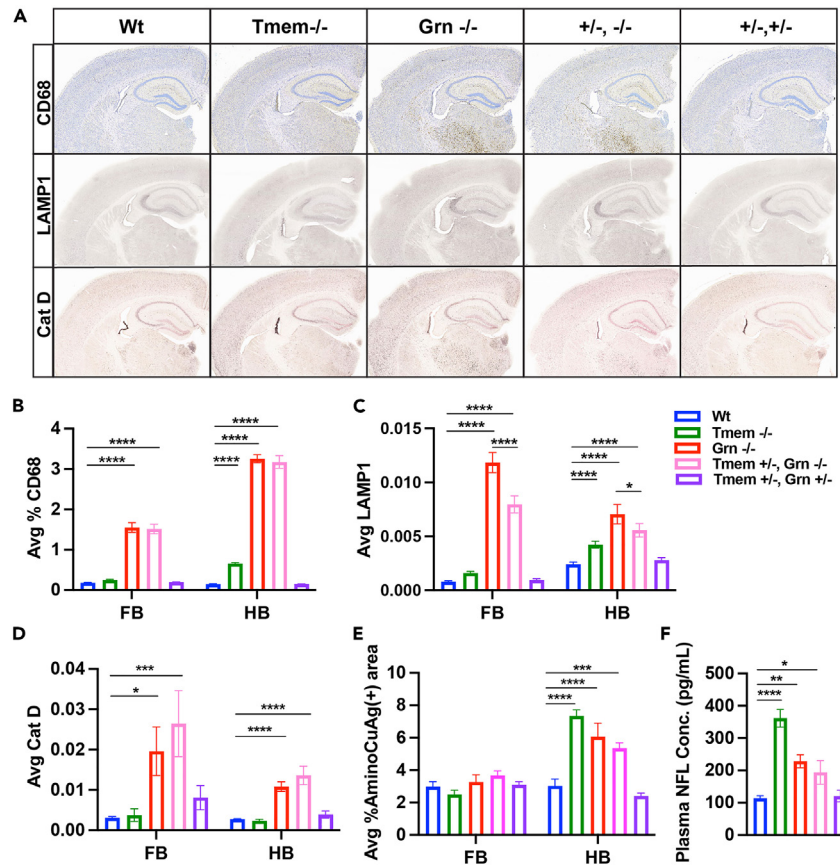 A
Wt Tmem-/- Grn -/- +/-, -/- +/-,+/-
CD68
LAMP1
Cat D
B
Avg % CD68
4
3
2
1
0
****
****
****
****
****
FB HB
C
Avg LAMP1
0.015
0.010
0.005
0.000
****
****
****
****
****
****
*
FB HB
Wt
Tmem -/-
Grn -/-
Tmem +/-, Grn -/-
Tmem +/-, Grn +/-
D
Avg Cat D
0.04
0.03
0.02
0.01
0.00
***
*
****
****
FB HB
E
Avg %AminoCuAg(+) area
10
8
6
4
2
0
***
****
****
FB HB
F
Plasma NFL Conc. (pg/mL)
500
400
300
200
100
0
*
**
****